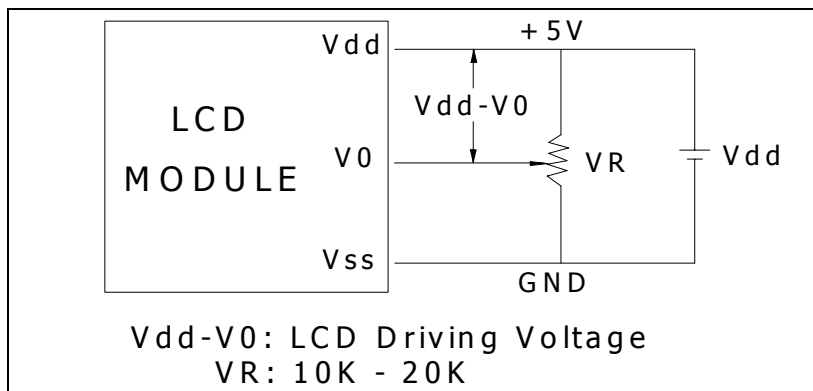 +5V
Vdd
Vdd-V0
LCD
MODULE
V0
VR
Vdd
Vss
GND
Vdd-V0: LCD Driving Voltage
VR: 10K - 20K